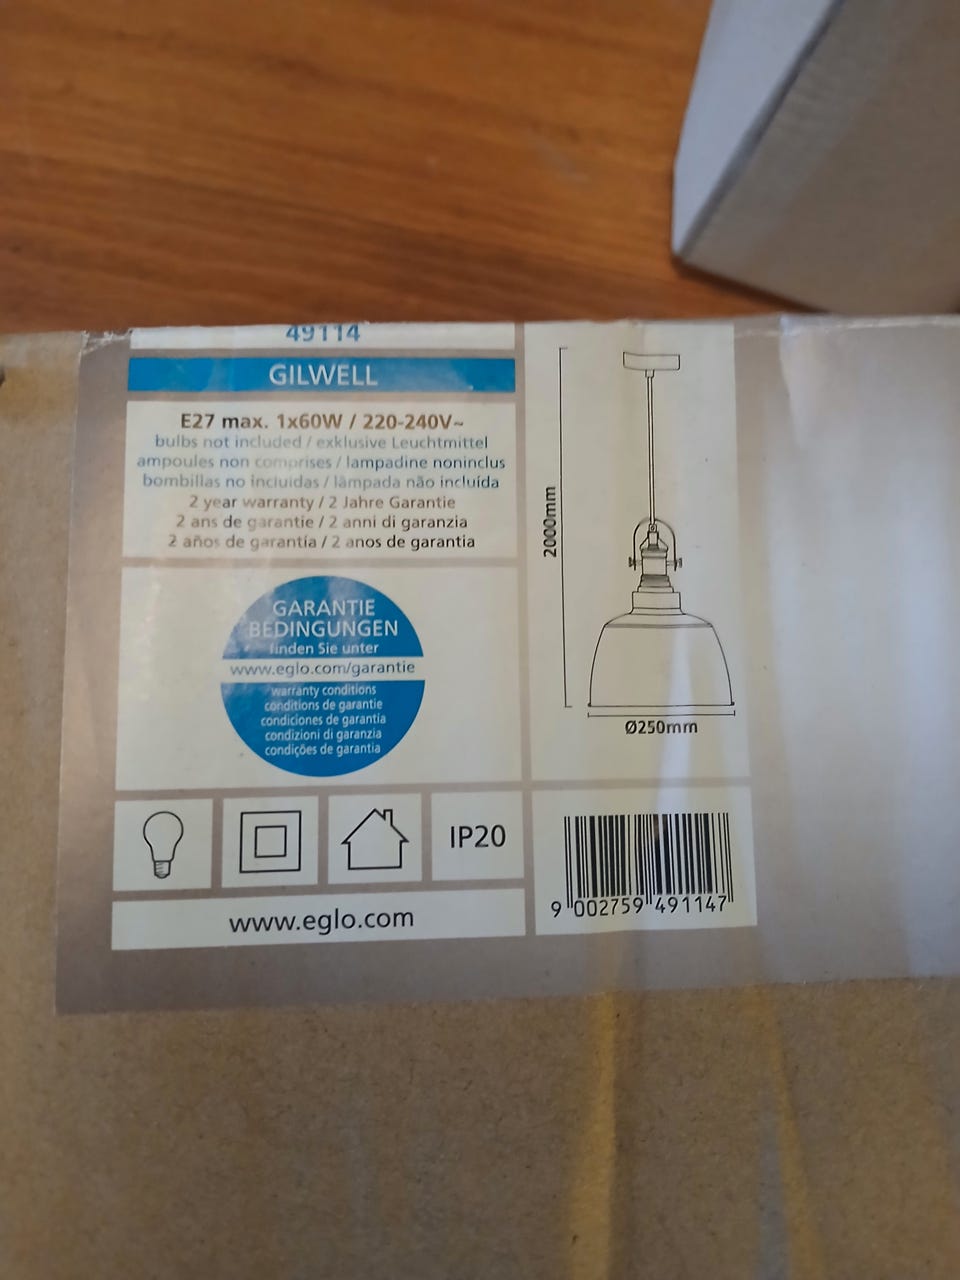 49114
GILWELL
E27 max. 1x60W / 220-240V~
bulbs not included / exklusive Leuchtmittel
ampoules non comprises / lampadine noninclus
bombillas no incluidas / lâmpada não incluída
2 year warranty / 2 Jahre Garantie
2 ans de garantie / 2 anni di garanzia
2 años de garantía / 2 anos de garantia
GARANTIE
BEDINGUNGEN
finden Sie unter
www.eglo.com/garantie
warranty conditions
conditions de garantie
condiciones de garantia
condizioni di garanzia
condições de garantia
IP20
www.eglo.com
2000mm
Ø250mm
9 002759 491147